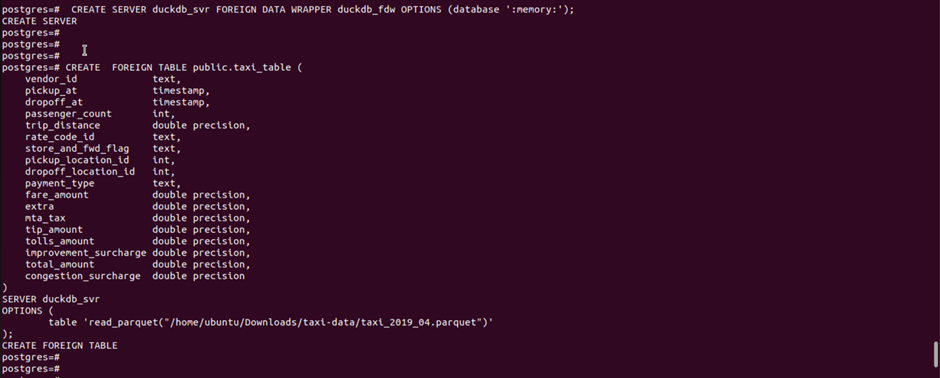 postgres=#  CREATE SERVER duckdb_svr FOREIGN DATA WRAPPER duckdb_fdw OPTIONS (database ':memory:');
CREATE SERVER
postgres=#
postgres=#
postgres=#
postgres=# CREATE  FOREIGN TABLE public.taxi_table (
    vendor_id             text,
    pickup_at             timestamp,
    dropoff_at            timestamp,
    passenger_count       int,
    trip_distance         double precision,
    rate_code_id          text,
    store_and_fwd_flag    text,
    pickup_location_id    int,
    dropoff_location_id   int,
    payment_type          text,
    fare_amount           double precision,
    extra                 double precision,
    mta_tax               double precision,
    tip_amount            double precision,
    tolls_amount          double precision,
    improvement_surcharge double precision,
    total_amount          double precision,
    congestion_surcharge  double precision
)
SERVER duckdb_svr
OPTIONS (
        table 'read_parquet("/home/ubuntu/Downloads/taxi-data/taxi_2019_04.parquet")'
);
CREATE FOREIGN TABLE
postgres=#
postgres=#
postgres=#